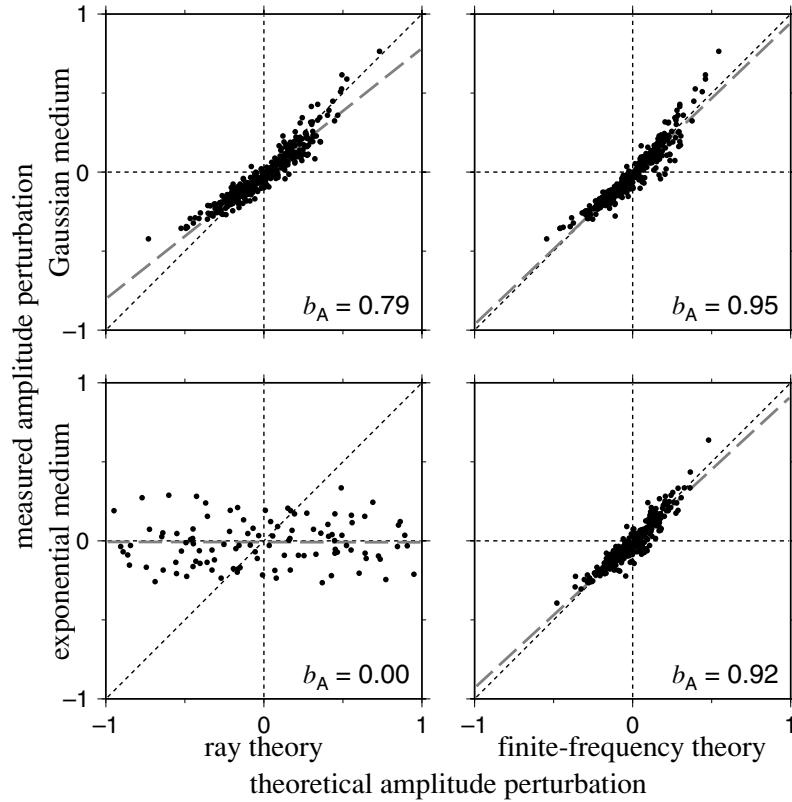 1
0
−1
Gaussian medium
b_A = 0.79
b_A = 0.95
measured amplitude perturbation
1
0
−1
exponential medium
b_A = 0.00
b_A = 0.92
−1 0 1
−1 0 1
ray theory
finite-frequency theory
theoretical amplitude perturbation